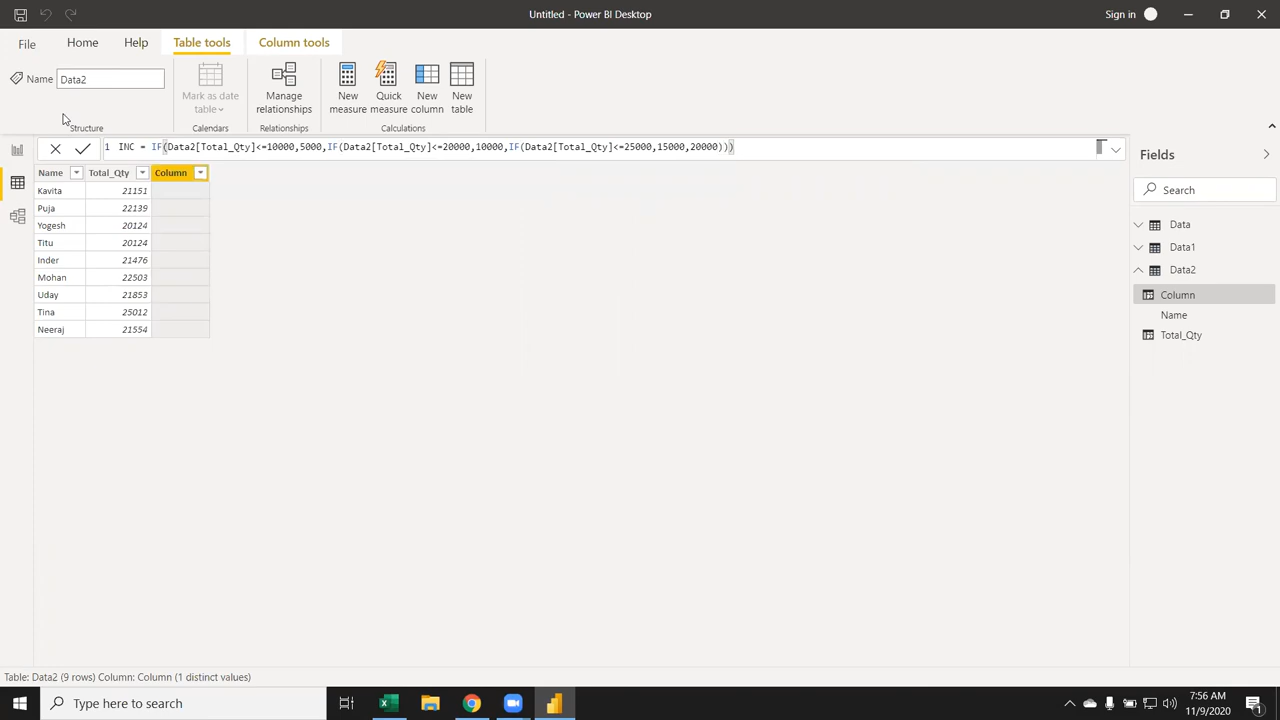 Untitled - Power BI Desktop
Sign in
File Home Help Table tools Column tools
Name Data2
Mark as date table
Manage relationships
New measure
Quick measure
New column
New table
Structure Calendars Relationships Calculations
1 INC = IF(Data2[Total_Qty]<=10000,5000,IF(Data2[Total_Qty]<=20000,10000,IF(Data2[Total_Qty]<=25000,15000,20000)))
Name Total_Qty Column
Kavita 21151
Puja 22139
Yogesh 20124
Titu 20124
Inder 21476
Mohan 22503
Uday 21853
Tina 25012
Neeraj 21554
Fields
Search
Data
Data1
Data2
Column
Name
Total_Qty
Table: Data2 (9 rows) Column: Column (1 distinct values)
Type here to search
7:56 AM
11/9/2020
1